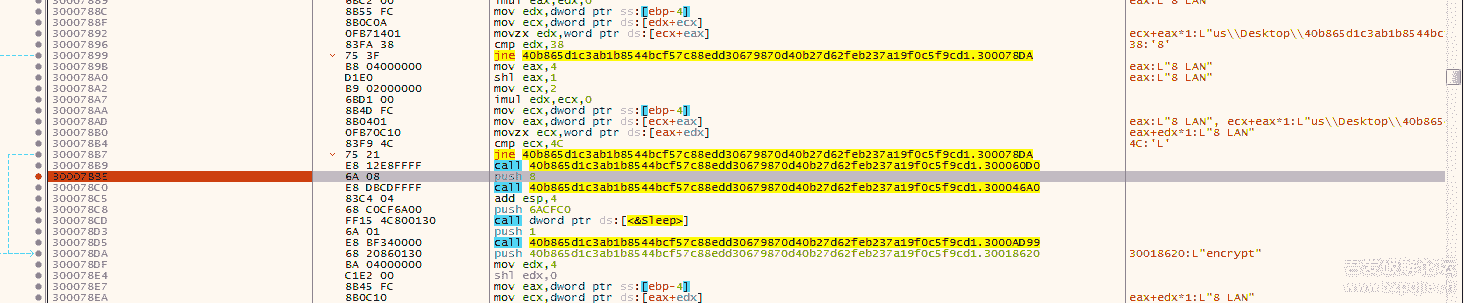 30007889 6BC2 00 imul eax,edx,0 eax:L"8 LAN"
3000788C 8B55 FC mov edx,dword ptr ss:[ebp-4]
3000788F 8B0C0A mov ecx,dword ptr ds:[edx+ecx]
30007892 0FB71401 movzx edx,word ptr ds:[ecx+eax] ecx+eax*1:L"us\\Desktop\\40b865d1c3ab1b8544bc
30007896 83FA 38 cmp edx,38 38:'8'
30007899 75 3F jne 40b865d1c3ab1b8544bcf57c88edd30679870d40b27d62feb237a19f0c5f9cd1.300078DA
3000789B B8 04000000 mov eax,4 eax:L"8 LAN"
300078A0 D1E0 shl eax,1 eax:L"8 LAN"
300078A2 B9 02000000 mov ecx,2
300078A7 6BD1 00 imul edx,ecx,0
300078AA 8B4D FC mov ecx,dword ptr ss:[ebp-4]
300078AD 8B0401 mov eax,dword ptr ds:[ecx+eax] eax:L"8 LAN", ecx+eax*1:L"us\\Desktop\\40b865
300078B0 0FB70C10 movzx ecx,word ptr ds:[eax+edx] eax+edx*1:L"8 LAN"
300078B4 83F9 4C cmp ecx,4C 4C:'L'
300078B7 75 21 jne 40b865d1c3ab1b8544bcf57c88edd30679870d40b27d62feb237a19f0c5f9cd1.300078DA
300078B9 E8 12E8FFFF call 40b865d1c3ab1b8544bcf57c88edd30679870d40b27d62feb237a19f0c5f9cd1.300060D0
300078BE 6A 08 push 8
300078C0 E8 DBCDFFFF call 40b865d1c3ab1b8544bcf57c88edd30679870d40b27d62feb237a19f0c5f9cd1.300046A0
300078C5 83C4 04 add esp,4
300078C8 68 C0CF6A00 push 6ACFC0
300078CD FF15 4C800130 call dword ptr ds:[<&Sleep>]
300078D3 6A 01 push 1
300078D5 E8 BF340000 call 40b865d1c3ab1b8544bcf57c88edd30679870d40b27d62feb237a19f0c5f9cd1.3000AD99
300078DA 68 20860130 push 40b865d1c3ab1b8544bcf57c88edd30679870d40b27d62feb237a19f0c5f9cd1.30018620 30018620:L"encrypt"
300078DF BA 04000000 mov edx,4
300078E4 C1E2 00 shl edx,0
300078E7 8B45 FC mov eax,dword ptr ss:[ebp-4]
300078EA 8B0C10 mov ecx,dword ptr ds:[eax+edx] eax+edx*1:L"8 LAN"
吾爱破解论坛
www.52pojie.cn